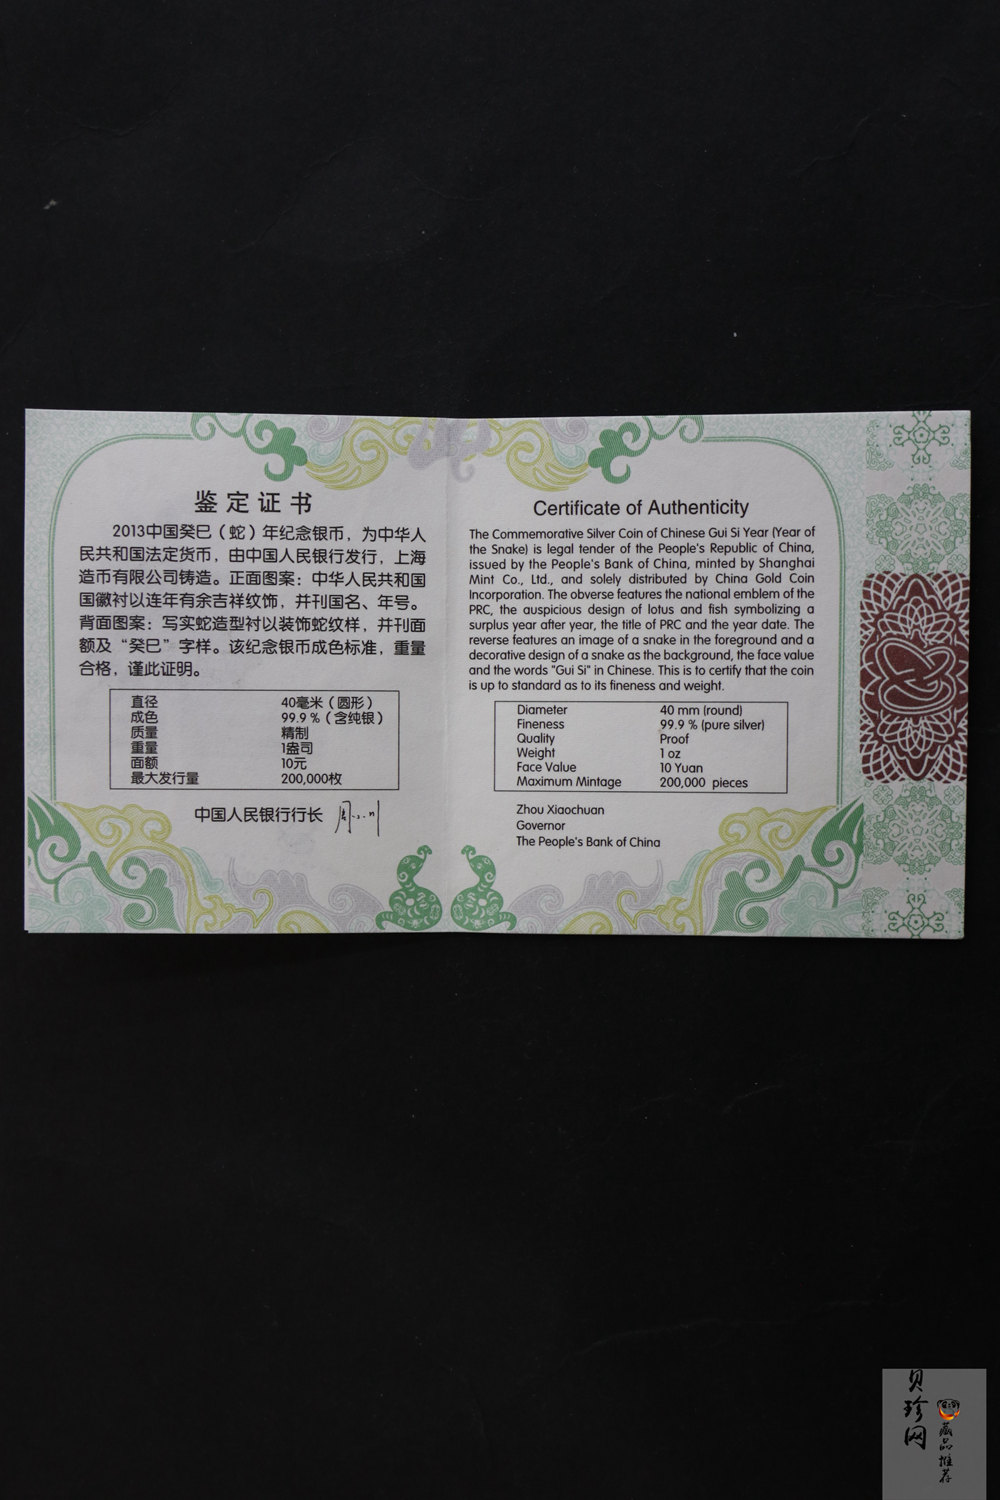 鉴定证书
2013中国癸巳（蛇）年纪念银币，为中华人
民共和国法定货币，由中国人民银行发行，上海
造币有限公司铸造。正面图案：中华人民共和国
国徽衬以连年有余吉祥纹饰，并刊国名、年号。
背面图案：写实蛇造型衬以装饰蛇纹样，并刊面
额及“癸巳”字样。该纪念银币成色标准，重量
合格，谨此证明。
直径 40毫米（圆形）
成色 99.9％（含纯银）
质量 精制
重量 1盎司
面额 10元
最大发行量 200,000枚
中国人民银行行长
Certificate of Authenticity
The Commemorative Silver Coin of Chinese Gui Si Year (Year of
the Snake) is legal tender of the People's Republic of China,
issued by the People's Bank of China, minted by Shanghai
Mint Co., Ltd., and solely distributed by China Gold Coin
Incorporation. The obverse features the national emblem of the
PRC, the auspicious design of lotus and fish symbolizing a
surplus year after year, the title of PRC and the year date. The
reverse features an image of a snake in the foreground and a
decorative design of a snake as the background, the face value
and the words "Gui Si" in Chinese. This is to certify that the coin
is up to standard as to its fineness and weight.
Diameter 40 mm (round)
Fineness 99.9 % (pure silver)
Quality Proof
Weight 1 oz
Face Value 10 Yuan
Maximum Mintage 200,000 pieces
Zhou Xiaochuan
Governor
The People's Bank of China
贝珍网
藏品推荐